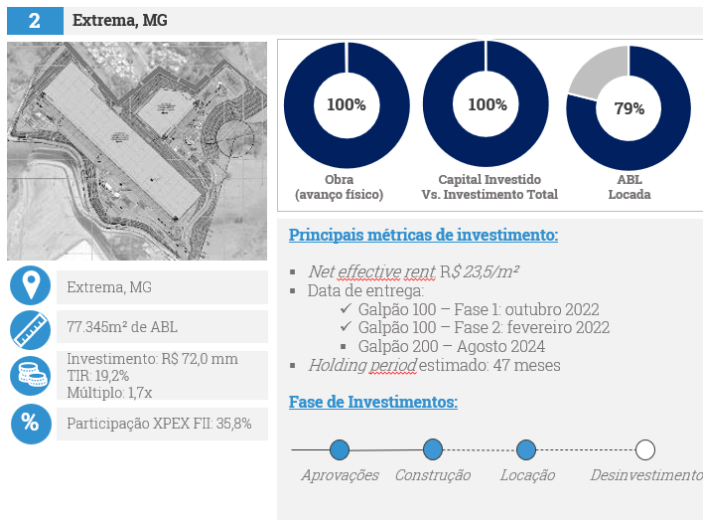 2 Extrema, MG
100%
100%
79%
Obra
(avanço físico)
Capital Investido
Vs. Investimento Total
ABL
Locada
Extrema, MG
77.345m² de ABL
Investimento: R$ 72,0 mm
TIR: 19,2%
Múltiplo: 1,7x
% Participação XPEX FII: 35,8%
Principais métricas de investimento:
▪ Net effective rent R$ 23,5/m²
▪ Data de entrega:
✓ Galpão 100 – Fase 1: outubro 2022
✓ Galpão 100 – Fase 2: fevereiro 2022
▪ Galpão 200 – Agosto 2024
▪ Holding period estimado: 47 meses
Fase de Investimentos:
Aprovações Construção Locação Desinvestimento